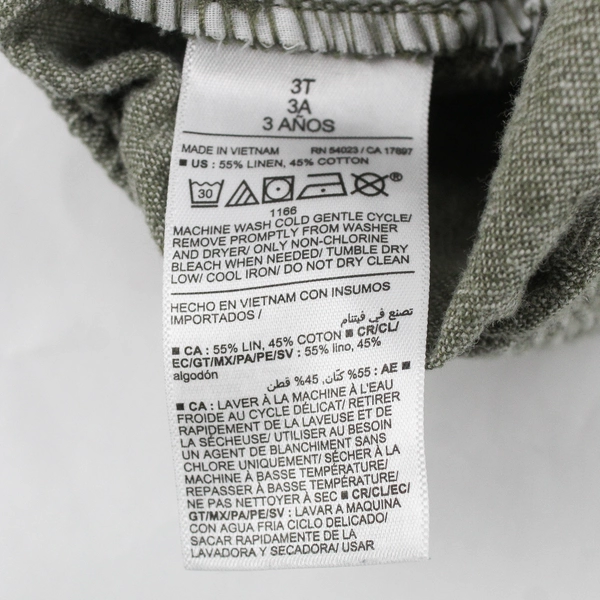 3T
3A
3 AÑOS
MADE IN VIETNAM RN 54023 / CA 17897
■ US : 55% LINEN, 45% COTTON
30
®
1166
MACHINE WASH COLD GENTLE CYCLE/
REMOVE PROMPTLY FROM WASHER
AND DRYER/ ONLY NON-CHLORINE
BLEACH WHEN NEEDED/ TUMBLE DRY
LOW/ COOL IRON/ DO NOT DRY CLEAN
HECHO EN VIETNAM CON INSUMOS
IMPORTADOS /
تصنع في فيتنام
■ CA : 55% LIN, 45% COTON ■ CR/CL/
EC/GT/MX/PA/PE/SV : 55% lino, 45%
algodón
■ AE : 55% كتّان, 45% قطن
■ CA : LAVER À LA MACHINE À L'EAU
FROIDE AU CYCLE DÉLICAT/ RETIRER
RAPIDEMENT DE LA LAVEUSE ET DE
LA SÈCHEUSE/ UTILISER AU BESOIN
UN AGENT DE BLANCHIMENT SANS
CHLORE UNIQUEMENT/ SÉCHER À LA
MACHINE À BASSE TEMPÉRATURE/
REPASSER À BASSE TEMPÉRATURE/
NE PAS NETTOYER À SEC ■ CR/CL/EC/
GT/MX/PA/PE/SV : LAVAR A MAQUINA
CON AGUA FRIA CICLO DELICADO/
SACAR RAPIDAMENTE DE LA
LAVADORA Y SECADORA/ USAR